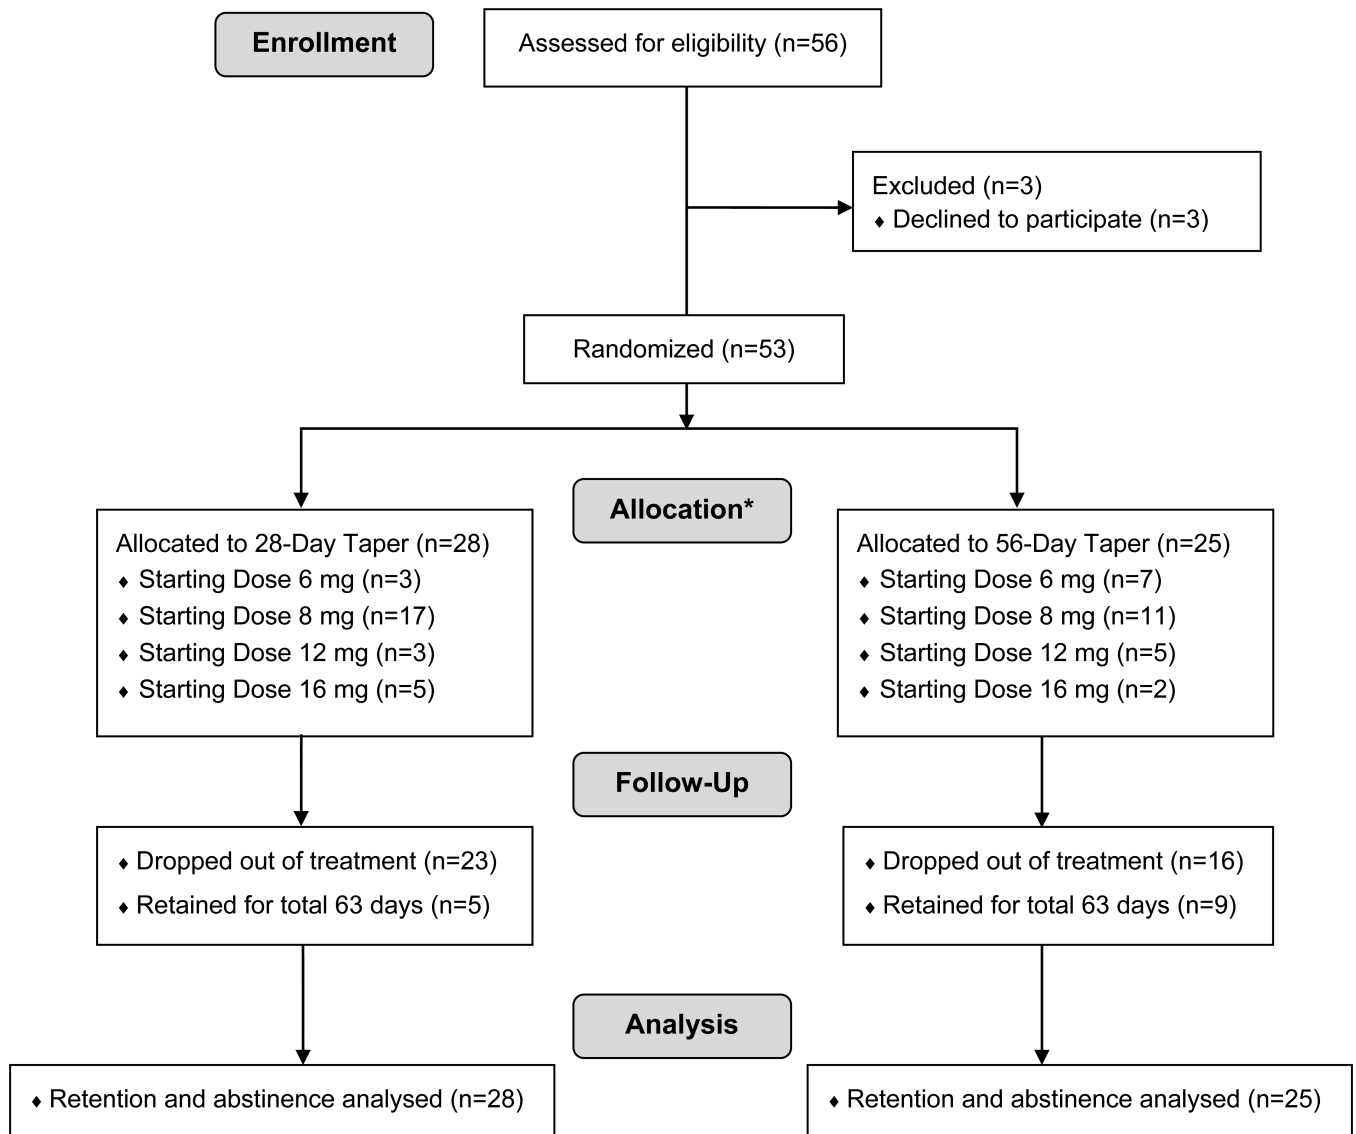 Enrollment
Assessed for eligibility (n=56)
Excluded (n=3)
♦ Declined to participate (n=3)
Randomized (n=53)
Allocation*
Allocated to 28-Day Taper (n=28)
♦ Starting Dose 6 mg (n=3)
♦ Starting Dose 8 mg (n=17)
♦ Starting Dose 12 mg (n=3)
♦ Starting Dose 16 mg (n=5)
Allocated to 56-Day Taper (n=25)
♦ Starting Dose 6 mg (n=7)
♦ Starting Dose 8 mg (n=11)
♦ Starting Dose 12 mg (n=5)
♦ Starting Dose 16 mg (n=2)
Follow-Up
♦ Dropped out of treatment (n=23)
♦ Retained for total 63 days (n=5)
♦ Dropped out of treatment (n=16)
♦ Retained for total 63 days (n=9)
Analysis
♦ Retention and abstinence analysed (n=28)
♦ Retention and abstinence analysed (n=25)